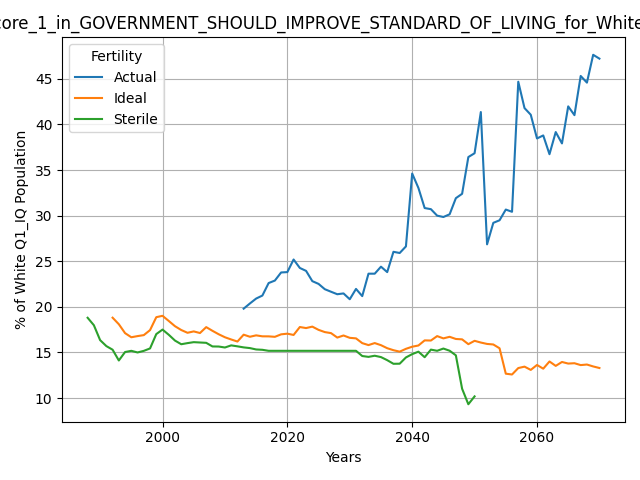 core_1_in_GOVERNMENT_SHOULD_IMPROVE_STANDARD_OF_LIVING_for_White
Fertility
Actual
Ideal
Sterile
% of White Q1_IQ Population
45
40
35
30
25
20
15
10
2000 2020 2040 2060
Years